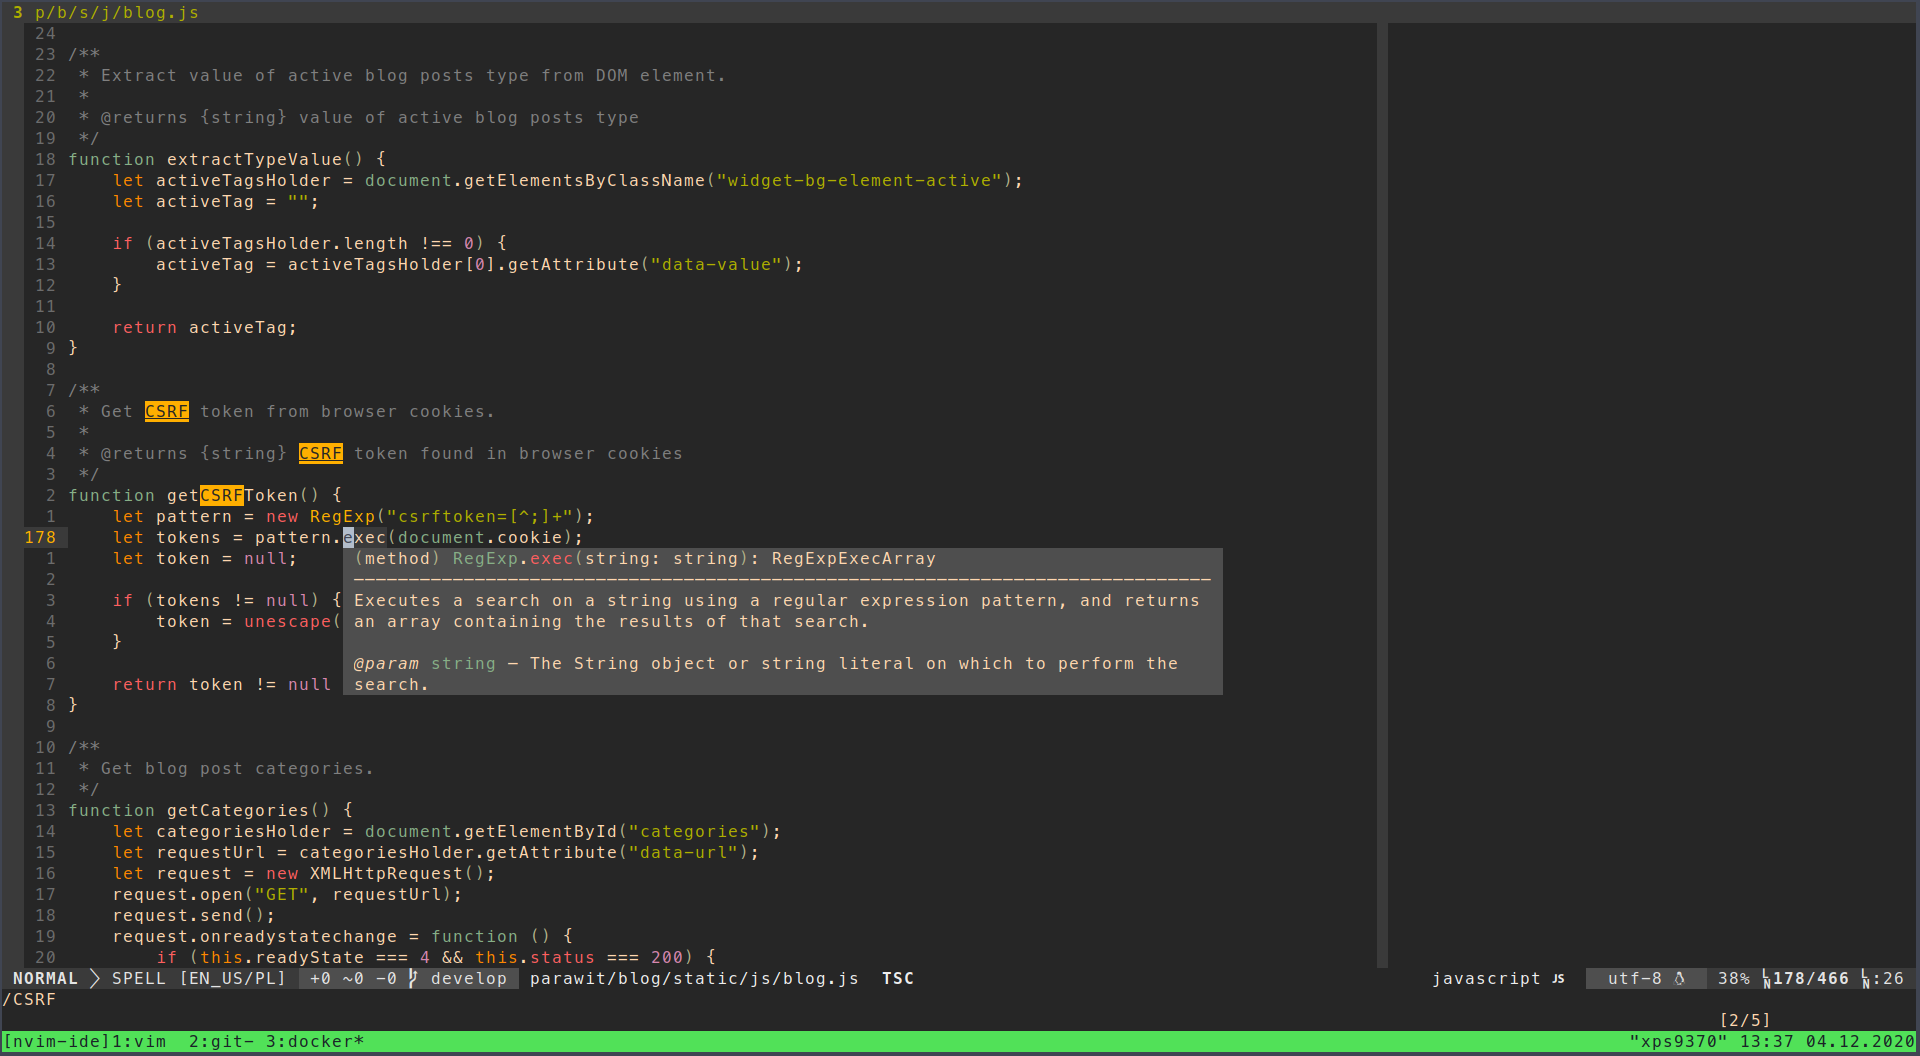 3 p/b/s/j/blog.js
24
23 /**
22  * Extract value of active blog posts type from DOM element.
21  *
20  * @returns {string} value of active blog posts type
19  */
18 function extractTypeValue() {
17     let activeTagsHolder = document.getElementsByClassName("widget-bg-element-active");
16     let activeTag = "";
15
14     if (activeTagsHolder.length !== 0) {
13         activeTag = activeTagsHolder[0].getAttribute("data-value");
12     }
11
10     return activeTag;
9 }
8
7 /**
6  * Get CSRF token from browser cookies.
5  *
4  * @returns {string} CSRF token found in browser cookies
3  */
2 function getCSRFToken() {
1     let pattern = new RegExp("csrftoken=[^;]+");
178     let tokens = pattern.exec(document.cookie);
1     let token = null; (method) RegExp.exec(string: string): RegExpExecArray
2
3     if (tokens != null) { Executes a search on a string using a regular expression pattern, and returns
4         token = unescape( an array containing the results of that search.
5     }
6 @param string — The String object or string literal on which to perform the
7     return token != null search.
8 }
9
10 /**
11  * Get blog post categories.
12  */
13 function getCategories() {
14     let categoriesHolder = document.getElementById("categories");
15     let requestUrl = categoriesHolder.getAttribute("data-url");
16     let request = new XMLHttpRequest();
17     request.open("GET", requestUrl);
18     request.send();
19     request.onreadystatechange = function () {
20         if (this.readyState === 4 && this.status === 200) {
NORMAL SPELL [EN_US/PL] +0 ~0 -0 develop parawit/blog/static/js/blog.js TSC javascript JS utf-8 38% LN 178/466 LN :26
/CSRF
[2/5]
[nvim-ide]1:vim  2:git- 3:docker* "xps9370" 13:37 04.12.2020